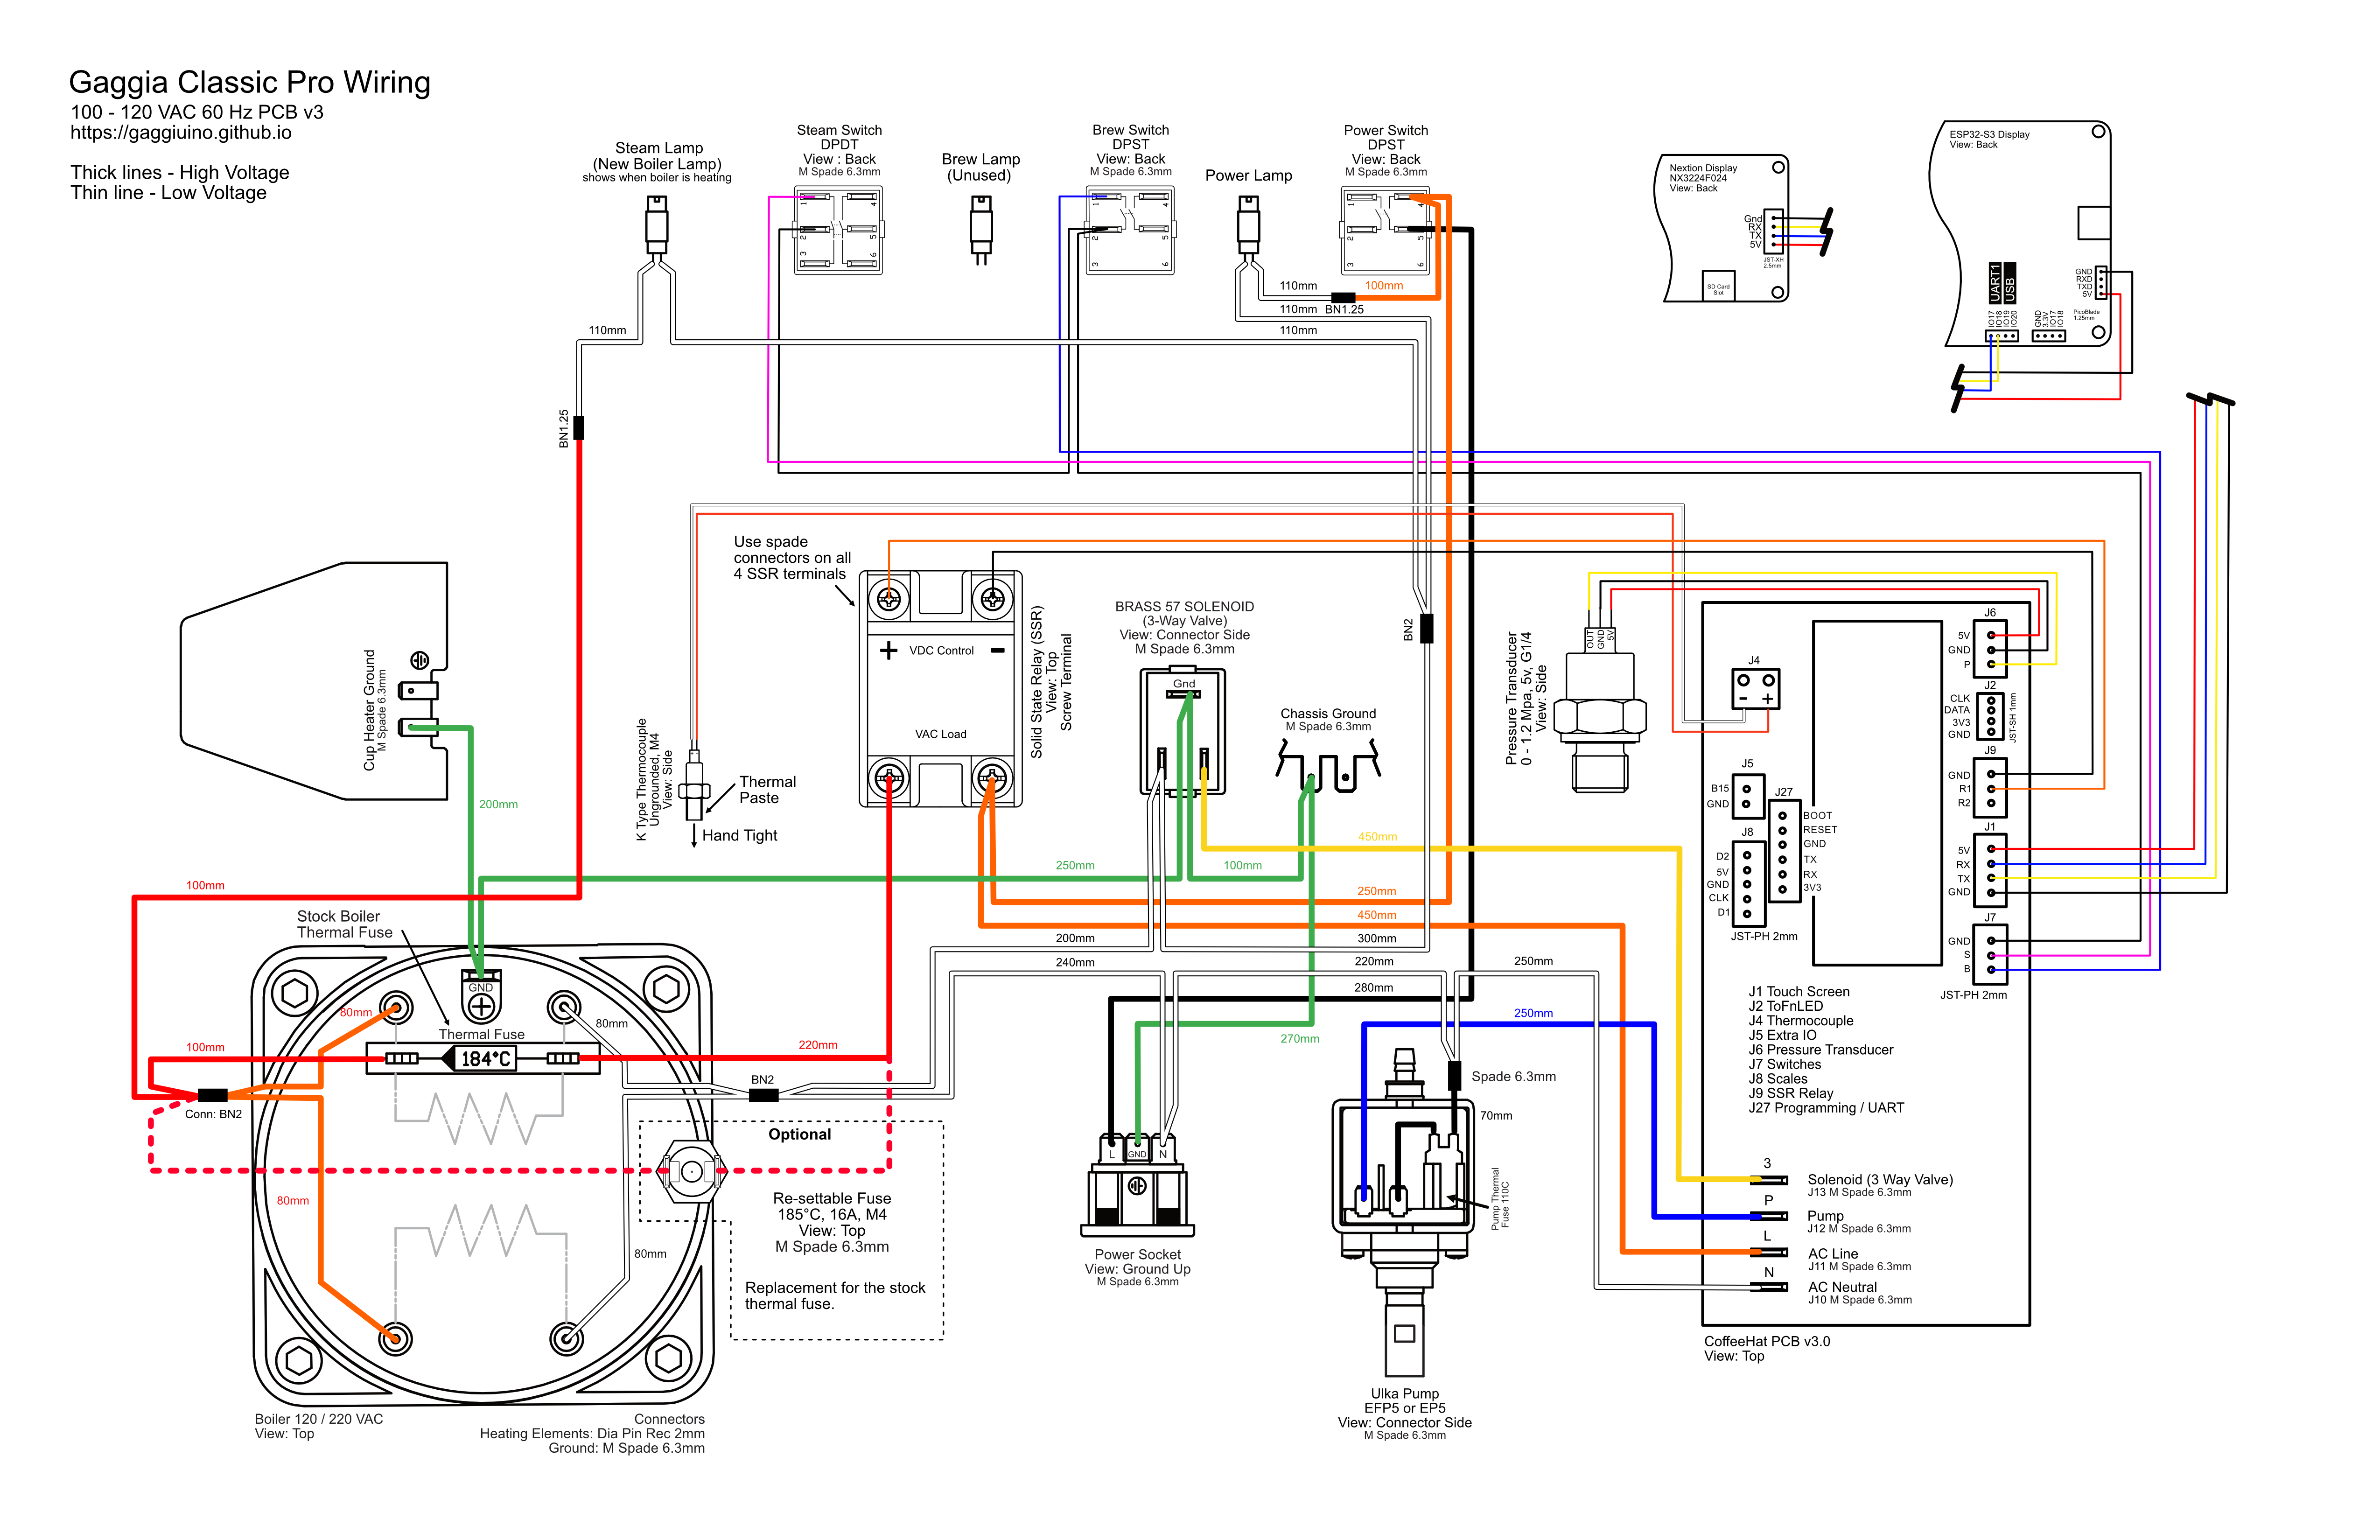 Gaggia Classic Pro Wiring
100 - 120 VAC 60 Hz PCB v3
https://gaggiuino.github.io
Thick lines - High Voltage
Thin line - Low Voltage
Steam Lamp
(New Boiler Lamp)
shows when boiler is heating
Steam Switch
DPDT
View : Back
M Spade 6.3mm
1
2
3
4
5
6
Brew Lamp
(Unused)
Brew Switch
DPST
View: Back
M Spade 6.3mm
1
2
3
4
5
6
Power Lamp
Power Switch
DPST
View: Back
M Spade 6.3mm
1
2
3
4
5
6
Nextion Display
NX3224F024
View: Back
Gnd
RX
TX
5V
JST-XH
2.5mm
SD Card
Slot
ESP32-S3 Display
View: Back
GND
RXD
TXD
5V
PicoBlade
1.25mm
UART1
USB
IO17
IO18
IO19
IO20
GND
3.3V
IO17
IO18
110mm
100mm
110mm
BN1.25
110mm
110mm
BN1.25
Use spade
connectors on all
4 SSR terminals
VDC Control
VAC Load
Solid State Relay (SSR)
View: Top
Screw Terminal
BRASS 57 SOLENOID
(3-Way Valve)
View: Connector Side
M Spade 6.3mm
Gnd
Chassis Ground
M Spade 6.3mm
BN2
Pressure Transducer
0 - 1.2 Mpa, 5v, G1/4
View: Side
OUT
GND
5V
Cup Heater Ground
M Spade 6.3mm
200mm
K Type Thermocouple
Ungrounded, M4
View: Side
Thermal
Paste
Hand Tight
J4
- +
J5
B15
GND
J27
BOOT
RESET
GND
TX
RX
3V3
J8
D2
5V
GND
CLK
D1
JST-PH 2mm
J6
5V
GND
P
J2
CLK
DATA
3V3
GND
JST-SH 1mm
J9
GND
R1
R2
J1
5V
RX
TX
GND
J7
GND
S
B
JST-PH 2mm
J1 Touch Screen
J2 ToFnLED
J4 Thermocouple
J5 Extra IO
J6 Pressure Transducer
J7 Switches
J8 Scales
J9 SSR Relay
J27 Programming / UART
3
Solenoid (3 Way Valve)
J13 M Spade 6.3mm
P
Pump
J12 M Spade 6.3mm
L
AC Line
J11 M Spade 6.3mm
N
AC Neutral
J10 M Spade 6.3mm
CoffeeHat PCB v3.0
View: Top
450mm
250mm
100mm
250mm
450mm
200mm
300mm
240mm
220mm
250mm
280mm
250mm
270mm
100mm
Stock Boiler
Thermal Fuse
GND
80mm
80mm
Thermal Fuse
184°C
100mm
220mm
Conn: BN2
BN2
80mm
80mm
Optional
Re-settable Fuse
185°C, 16A, M4
View: Top
M Spade 6.3mm
Replacement for the stock
thermal fuse.
Boiler 120 / 220 VAC
View: Top
Connectors
Heating Elements: Dia Pin Rec 2mm
Ground: M Spade 6.3mm
L
GND
N
Power Socket
View: Ground Up
M Spade 6.3mm
Spade 6.3mm
70mm
Pump Thermal
Fuse 110C
Ulka Pump
EFP5 or EP5
View: Connector Side
M Spade 6.3mm